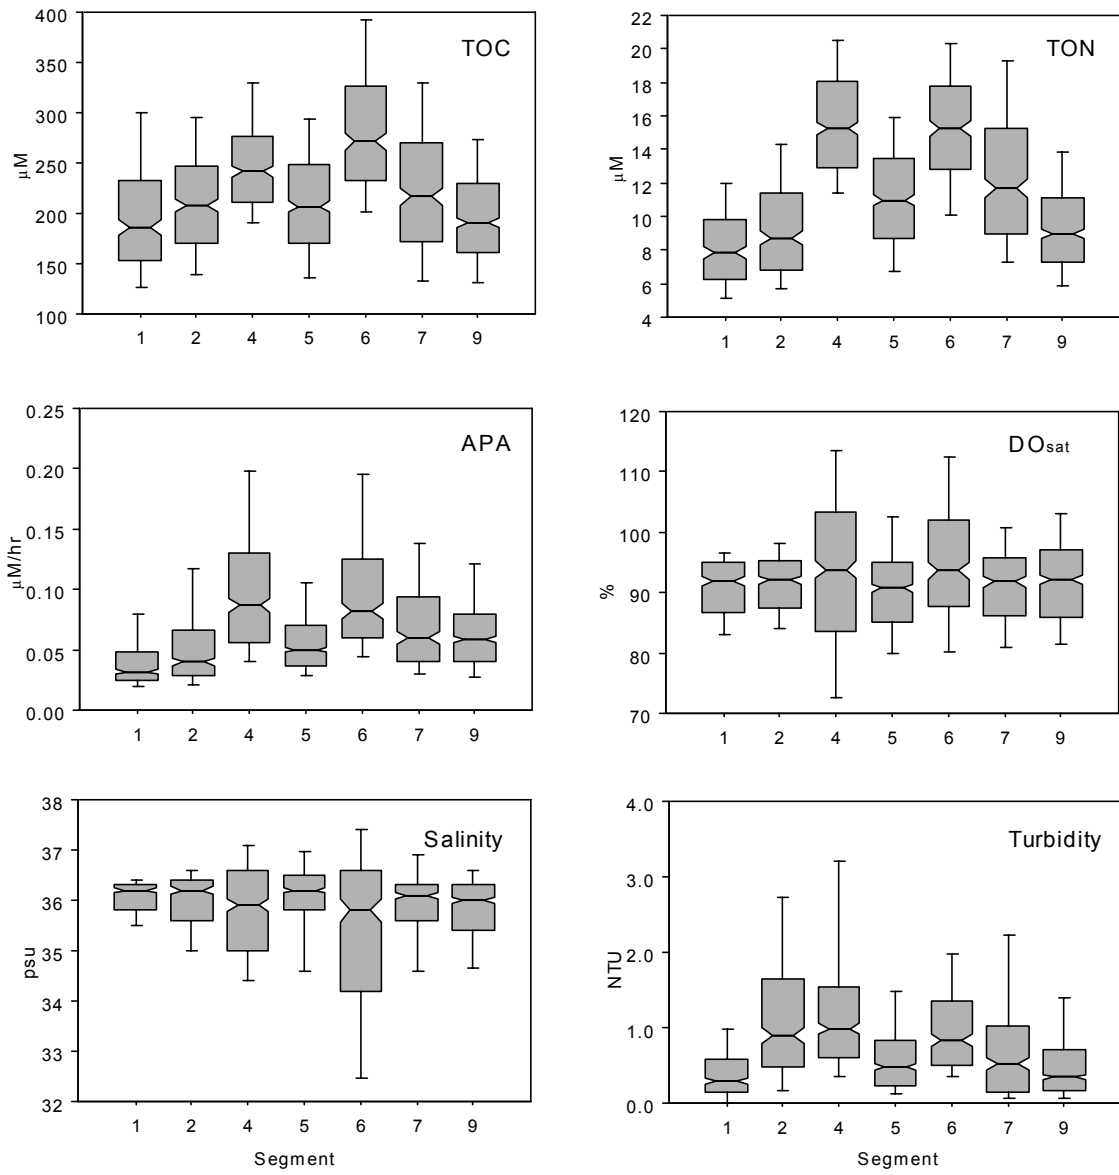 TOC
μM
400
350
300
250
200
150
100
1 2 4 5 6 7 9
TON
μM
22
20
18
16
14
12
10
8
6
4
1 2 4 5 6 7 9
APA
μM/hr
0.25
0.20
0.15
0.10
0.05
0.00
1 2 4 5 6 7 9
DOsat
%
120
110
100
90
80
70
1 2 4 5 6 7 9
Salinity
psu
38
37
36
35
34
33
32
1 2 4 5 6 7 9
Segment
Turbidity
NTU
4.0
3.0
2.0
1.0
0.0
1 2 4 5 6 7 9
Segment